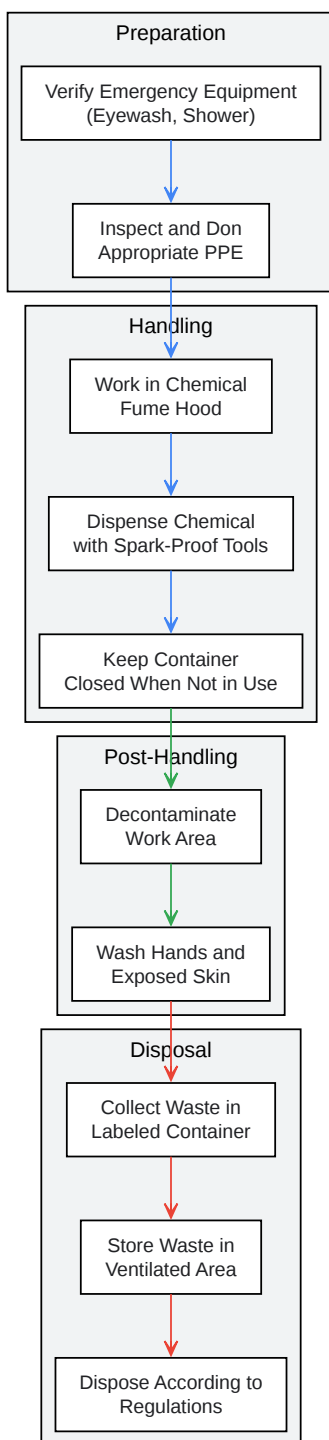 Preparation
Verify Emergency Equipment
(Eyewash, Shower)
Inspect and Don
Appropriate PPE
Handling
Work in Chemical
Fume Hood
Dispense Chemical
with Spark-Proof Tools
Keep Container
Closed When Not in Use
Post-Handling
Decontaminate
Work Area
Wash Hands and
Exposed Skin
Disposal
Collect Waste in
Labeled Container
Store Waste in
Ventilated Area
Dispose According to
Regulations